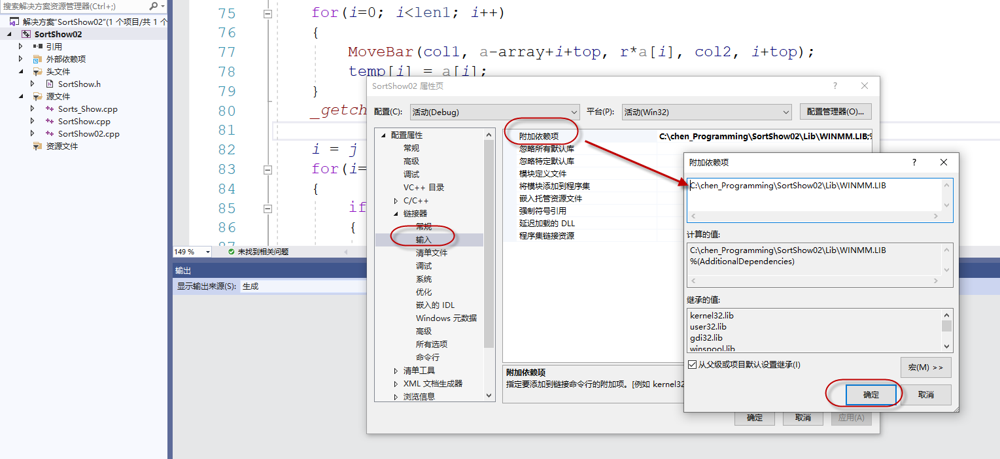 搜索解决方案资源管理器(Ctrl+;)
解决方案"SortShow02"(1 个项目/共 1 个
SortShow02
引用
外部依赖项
头文件
SortShow.h
源文件
Sorts_Show.cpp
SortShow.cpp
SortShow02.cpp
资源文件
75 for(i=0; i<len1; i++)
76 {
77 MoveBar(col1, a-array+i+top, r*a[i], col2, i+top);
78 temp[i] = a[i];
79 }
80 _getch
81
82 i = j
83 for(i=
84 {
85 if
86 {
87
149 %
未找到相关问题
输出
显示输出来源(S): 生成
SortShow02 属性页
配置(C): 活动(Debug) 平台(P): 活动(Win32) 配置管理器(O)...
配置属性
常规
高级
调试
VC++ 目录
C/C++
链接器
常规
输入
清单文件
调试
系统
优化
嵌入的 IDL
Windows 元数据
高级
所有选项
命令行
清单工具
XML 文档生成器
浏览信息
附加依赖项 C:\chen_Programming\SortShow02\Lib\WINMM.LIB;%
忽略所有默认库
忽略特定默认库
模块定义文件
将模块添加到程序集
嵌入托管资源文件
强制符号引用
延迟加载的 DLL
程序集链接资源
附加依赖项
指定要添加到链接命令行的附加项。[例如 kernel32
确定 取消 应用(A)
附加依赖项
C:\chen_Programming\SortShow02\Lib\WINMM.LIB
计算的值:
C:\chen_Programming\SortShow02\Lib\WINMM.LIB
%(AdditionalDependencies)
继承的值:
kernel32.lib
user32.lib
gdi32.lib
winspool.lib
从父级或项目默认设置继承(I)
宏(M) >>
确定 取消